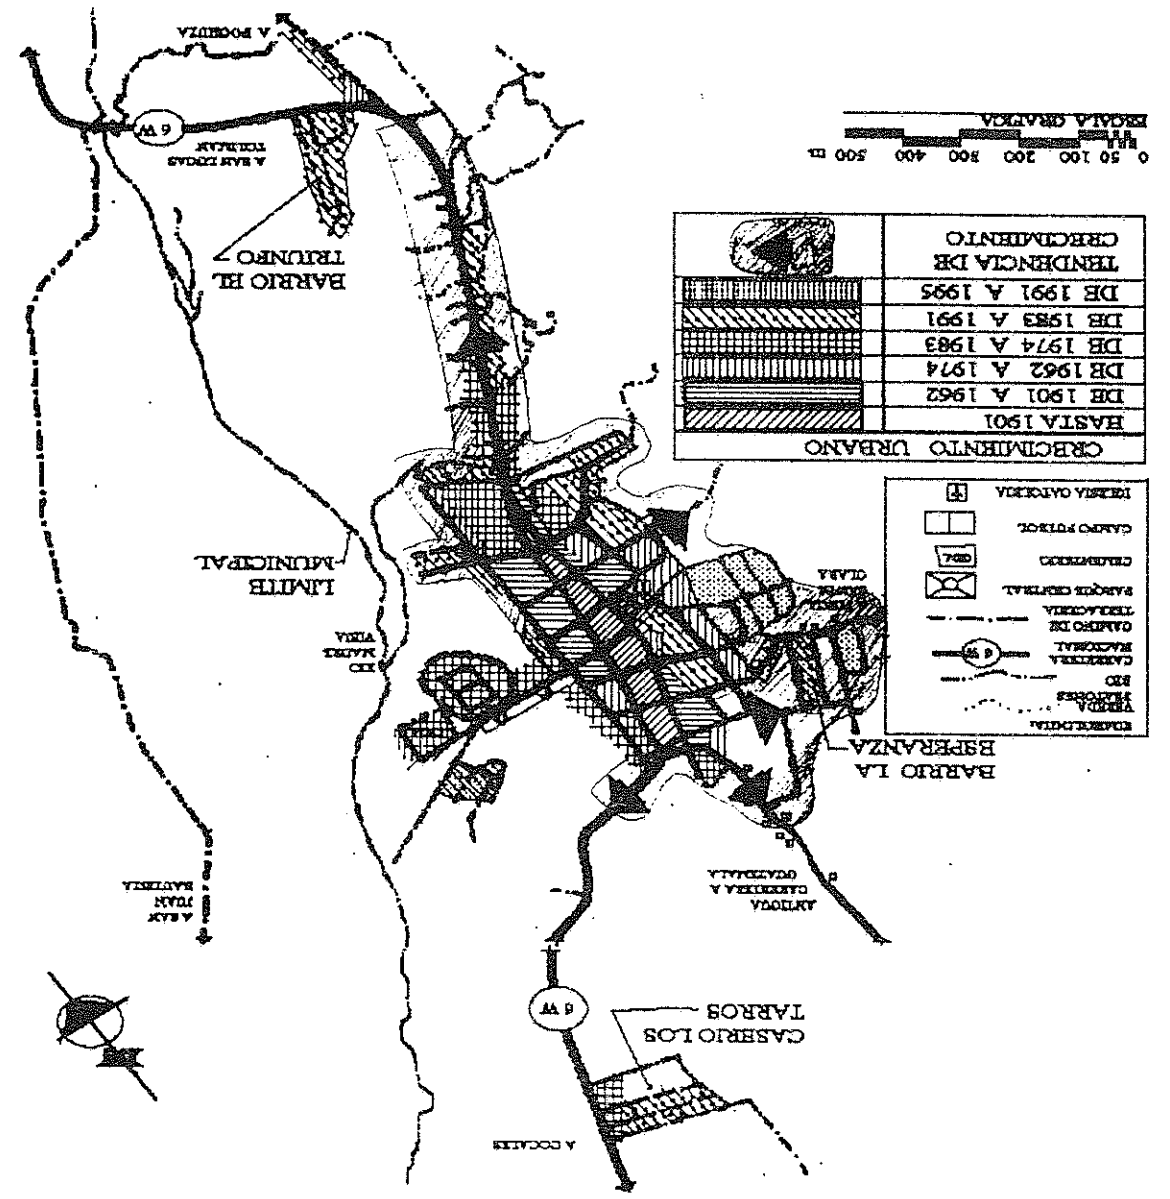 A COCALES
CASERIO LOS
TARROS
6 W
ANTIGUA
CARRETERA A
GUATEMALA
A SAN
JUAN
BAUTISTA
BARRIO LA
ESPERANZA
SIMBOLOGIA
VEREDA
PEATONES
RIO
CARRETERA
NACIONAL
6 W
CAMINO DE
TERRACERIA
PARQUE CENTRAL
CEMENTERIO
CAMPO FUTBOL
IGLESIA CATOLICA
RIO
MADRE
VIEJA
LIMITE
MUNICIPAL
CRECIMIENTO URBANO
HASTA 1901
DE 1901 A 1962
DE 1962 A 1974
DE 1974 A 1983
DE 1983 A 1991
DE 1991 A 1995
TENDENCIA DE
CRECIMIENTO
BARRIO EL
TRIUNFO
A SAN LUCAS
TOLIMAN
6 W
A POCHUTA
0 50 100 200 300 400 500 m
ESCALA GRAFICA